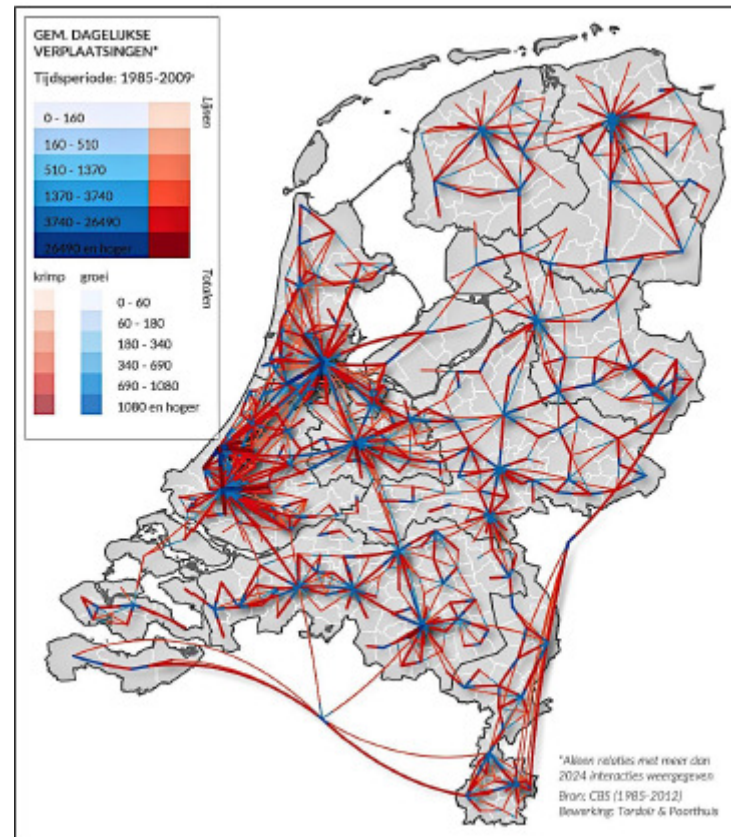 GEM. DAGELIJKSE
VERPLAATSINGEN*
Tijdsperiode: 1985-2009
Lijnen
0 - 160
160 - 510
510 - 1370
1370 - 3740
3740 - 26490
26490 en hoger
Totalen
krimp groei
0 - 60
60 - 180
180 - 340
340 - 690
690 - 1080
1080 en hoger
*Alleen relaties met meer dan
2024 interacties weergegeven
Bron: CBS (1985-2012)
Bewerking: Tordoir & Poorthuis